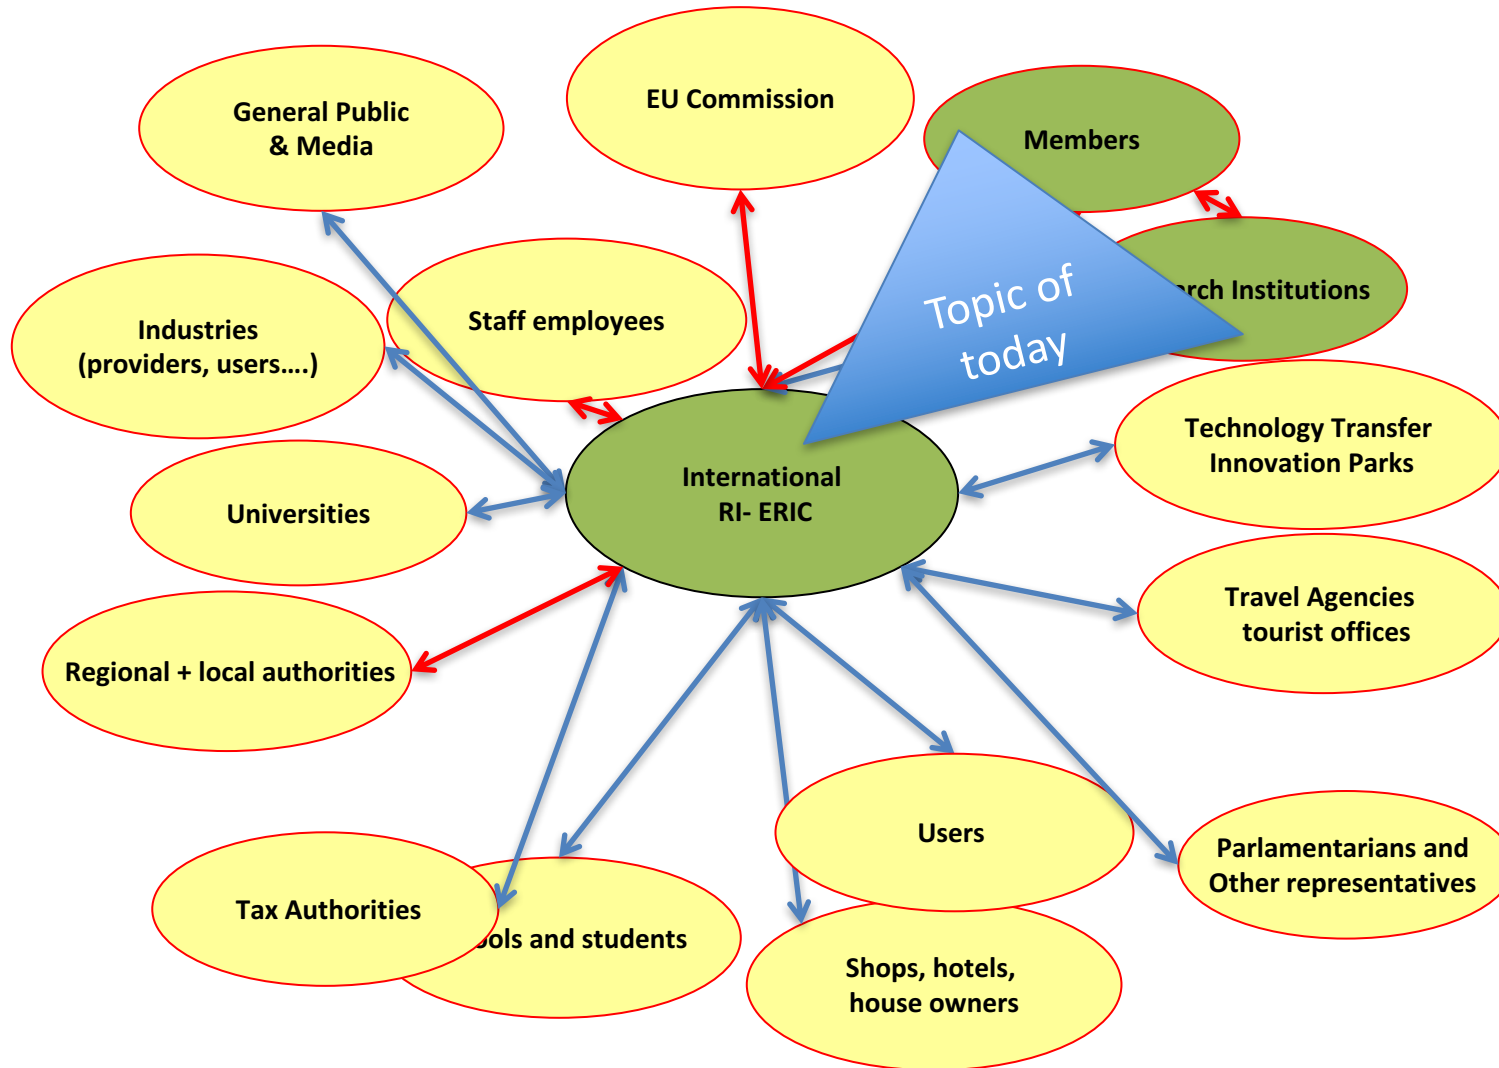 General Public
& Media
EU Commission
Members
Staff employees
Industries
(providers, users….)
Topic of
today
arch Institutions
Technology Transfer
Innovation Parks
International
RI- ERIC
Universities
Travel Agencies
tourist offices
Regional + local authorities
Users
Parlamentarians and
Other representatives
Tax Authorities
ools and students
Shops, hotels,
house owners